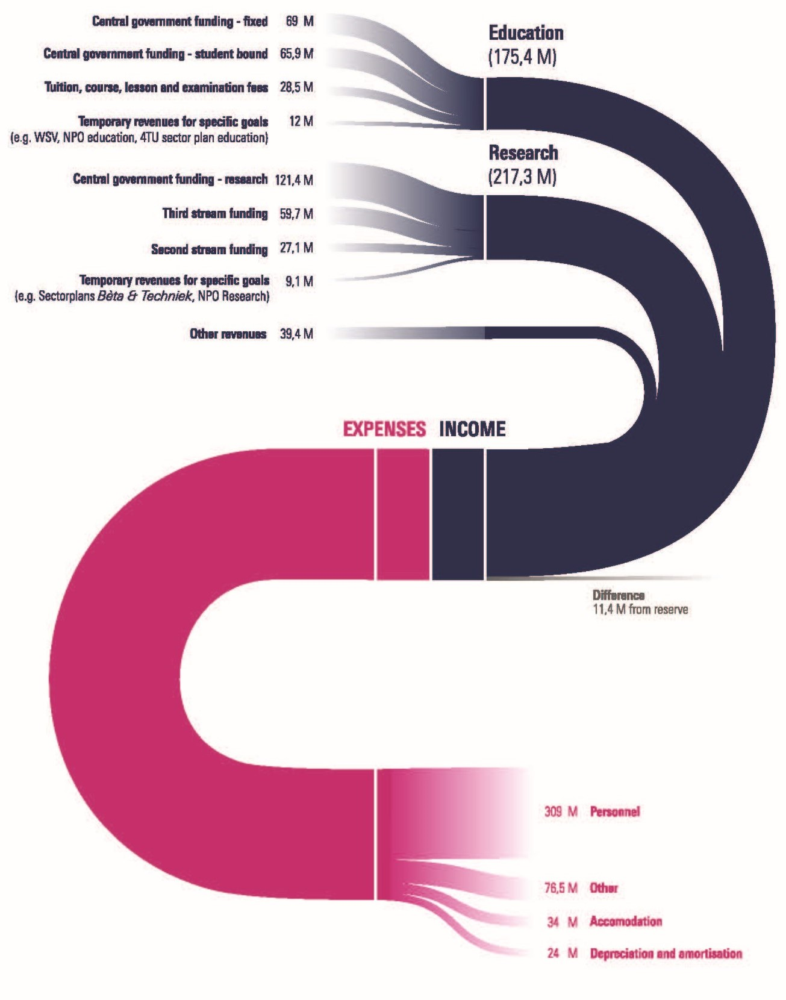 Central government funding - fixed 69 M
Central government funding - student bound 65,9 M
Tuition, course, lesson and examination fees 28,5 M
Temporary revenues for specific goals 12 M
(e.g. WSV, NPO education, 4TU sector plan education)
Education
(175,4 M)
Research
(217,3 M)
Central government funding - research 121,4 M
Third stream funding 59,7 M
Second stream funding 27,1 M
Temporary revenues for specific goals 9,1 M
(e.g. Sectorplans Bèta & Techniek, NPO Research)
Other revenues 39,4 M
EXPENSES INCOME
Difference
11,4 M from reserve
309 M Personnel
76,5 M Other
34 M Accomodation
24 M Depreciation and amortisation